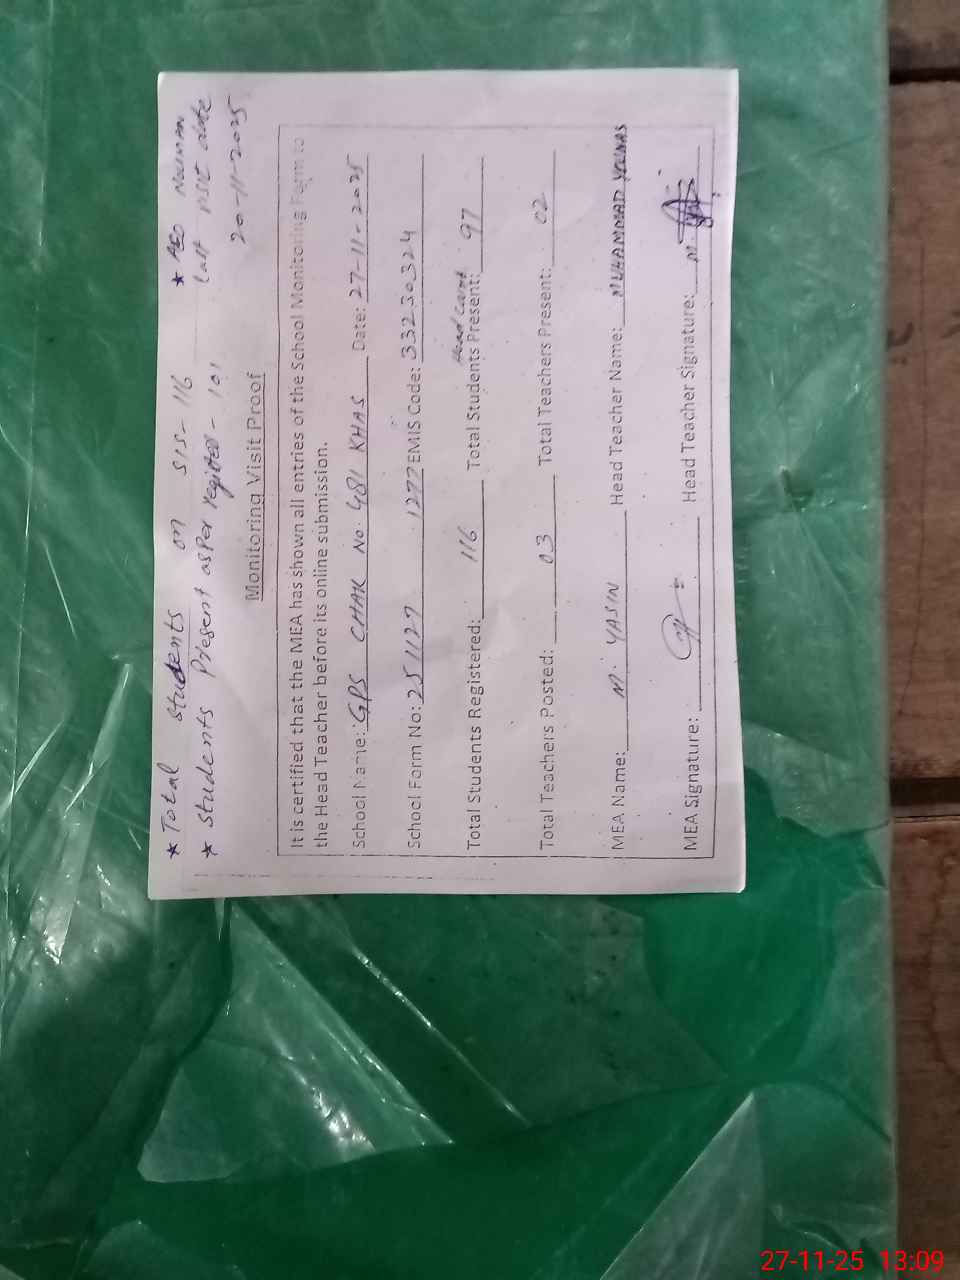 * Total students on SIS - 116
* students Present as Per register - 101
* AEO Nouman
last visit date
20-11-2025
Monitoring Visit Proof
It is certified that the MEA has shown all entries of the School Monitoring Form to
the Head Teacher before its online submission.
School Name: GPS CHAK No. 481 KHAS Date: 27-11-2025
School Form No: 251127 1277 EMIS Code: 33230324
Head Count
Total Students Registered: 116 Total Students Present: 97
Total Teachers Posted: 03 Total Teachers Present: 02
MEA Name: M. YASIN Head Teacher Name: MUHAMMAD YOUNAS
MEA Signature: Head Teacher Signature:
27-11-25 13:09